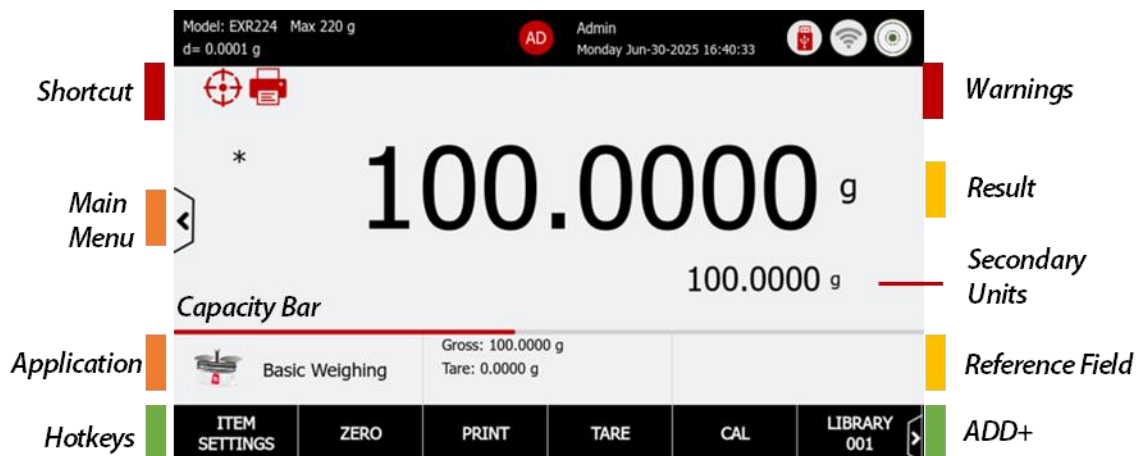 Model: EXR224 Max 220 g
d= 0.0001 g
AD
Admin
Monday Jun-30-2025 16:40:33
Shortcut
Warnings
*
100.0000 g
Main
Menu
Result
100.0000 g
Secondary
Units
Capacity Bar
Application
Basic Weighing
Gross: 100.0000 g
Tare: 0.0000 g
Reference Field
Hotkeys
ITEM
SETTINGS
ZERO
PRINT
TARE
CAL
LIBRARY
001
ADD+